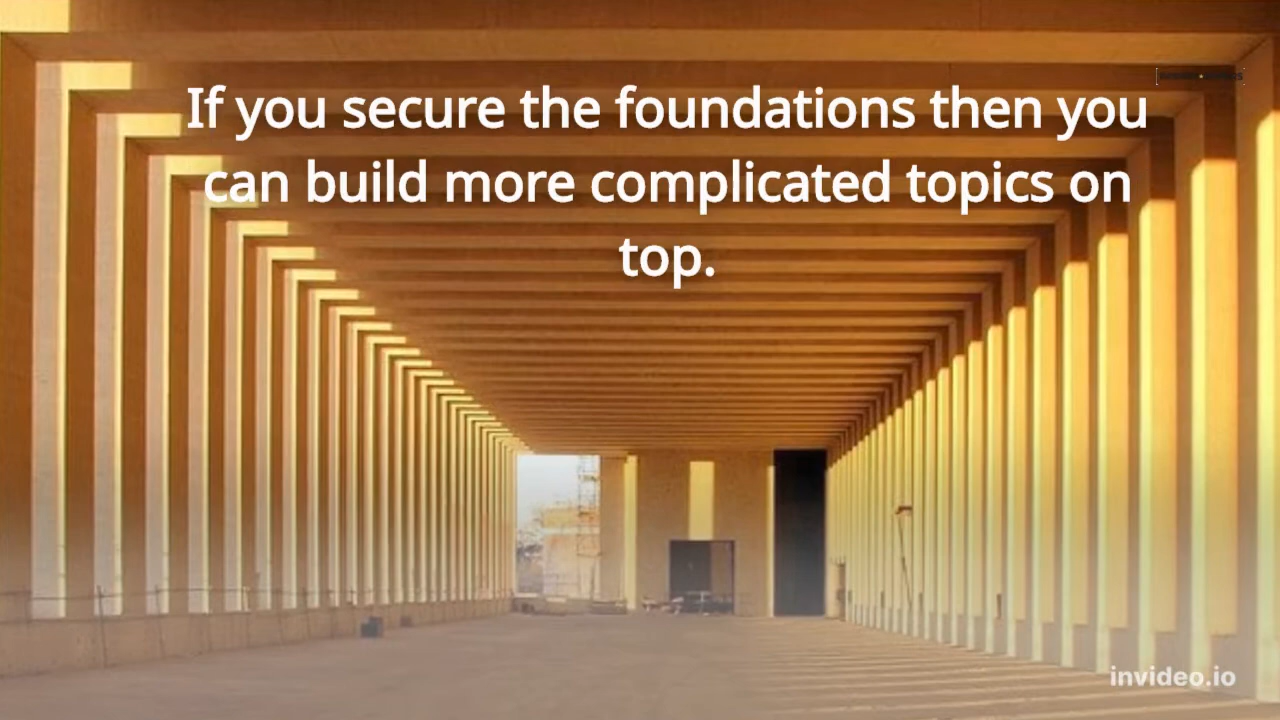 If you secure the foundations then you
can build more complicated topics on
top.
invideo.io